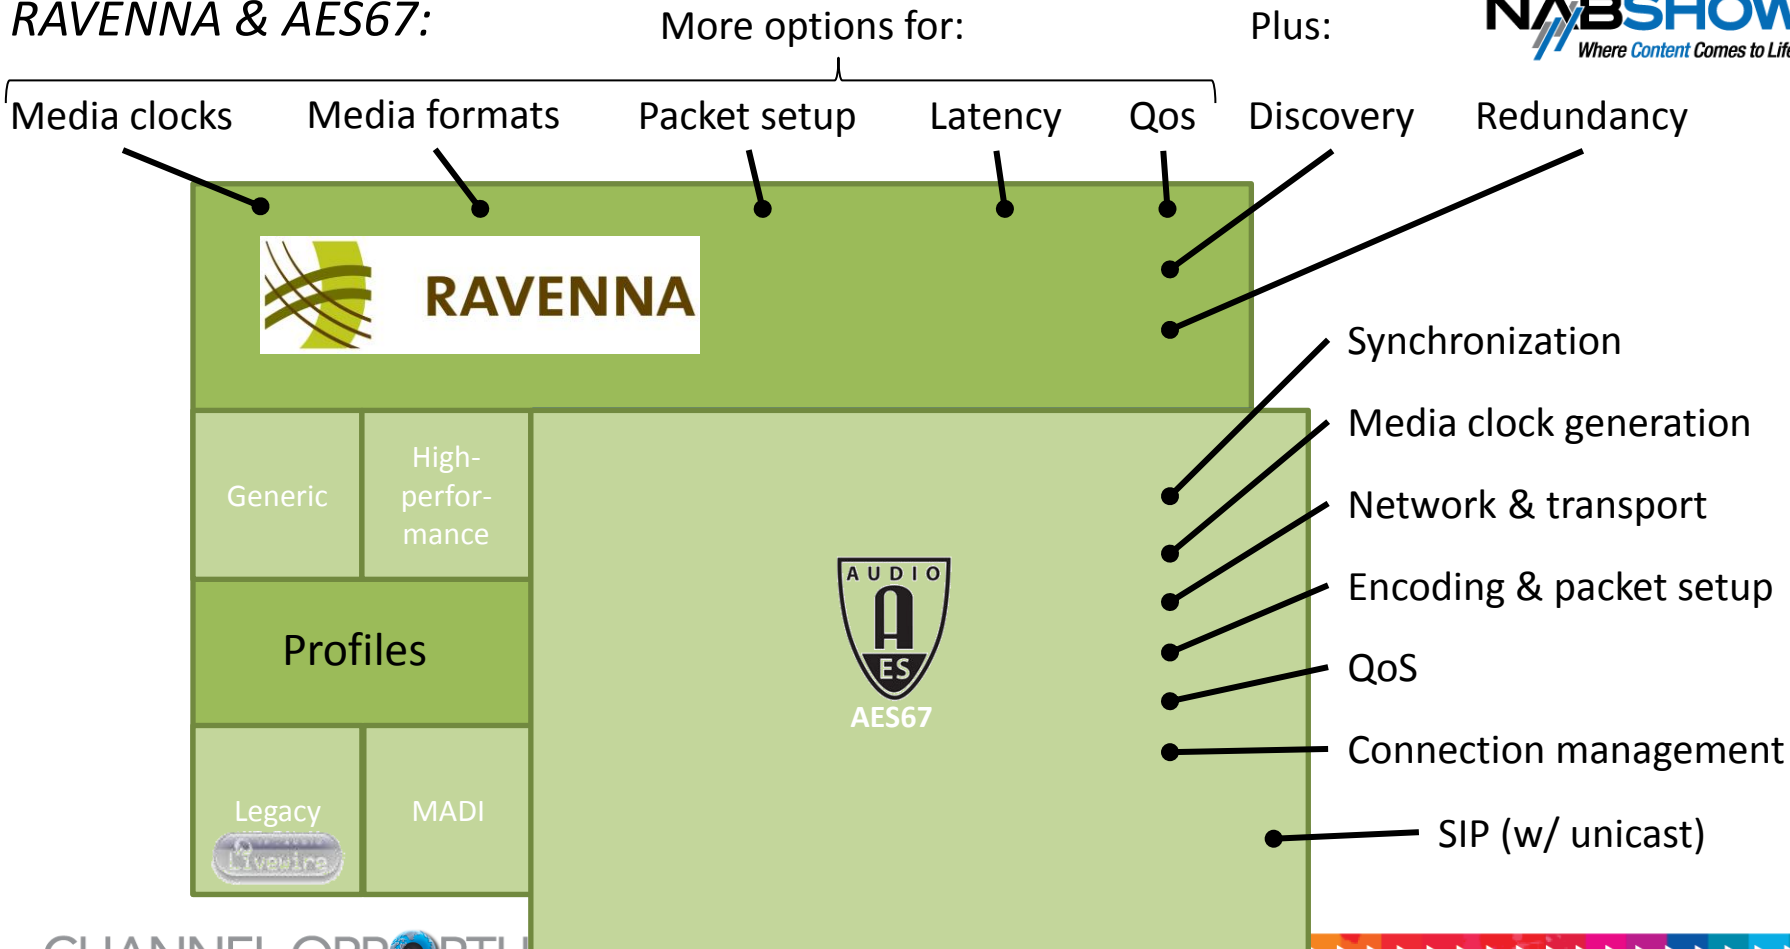 RAVENNA & AES67:
More options for:
Plus:
NABSHOW
Where Content Comes to Life
Media clocks
Media formats
Packet setup
Latency
Qos
Discovery
Redundancy
RAVENNA
Synchronization
Media clock generation
Network & transport
Encoding & packet setup
QoS
Connection management
SIP (w/ unicast)
Generic
High-
perfor-
mance
Profiles
Legacy
Livewire
MADI
AUDIO
AES
AES67